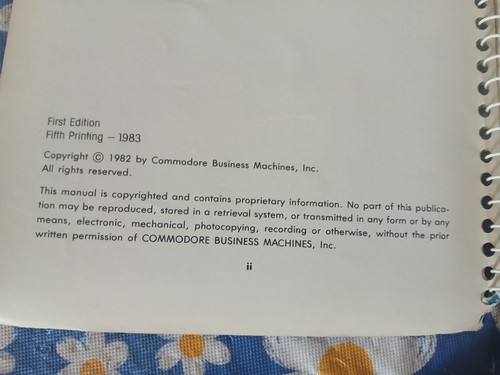 First Edition
Fifth Printing – 1983
Copyright © 1982 by Commodore Business Machines, Inc.
All rights reserved.
This manual is copyrighted and contains proprietary information. No part of this publica-
tion may be reproduced, stored in a retrieval system, or transmitted in any form or by any
means, electronic, mechanical, photocopying, recording or otherwise, without the prior
written permission of COMMODORE BUSINESS MACHINES, Inc.
ii